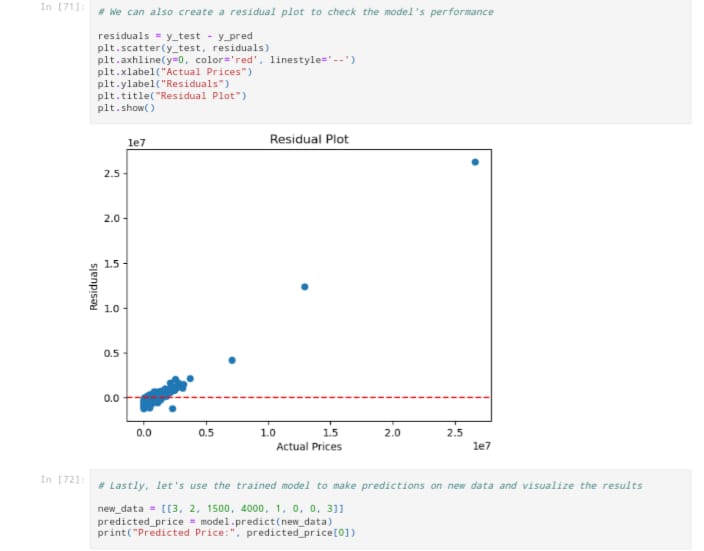 In [71]:
# We can also create a residual plot to check the model's performance
residuals = y_test - y_pred
plt.scatter(y_test, residuals)
plt.axhline(y=0, color='red', linestyle='--')
plt.xlabel("Actual Prices")
plt.ylabel("Residuals")
plt.title("Residual Plot")
plt.show()
Residual Plot
1e7
2.5
2.0
1.5
1.0
0.5
0.0
Residuals
0.0 0.5 1.0 1.5 2.0 2.5
Actual Prices
1e7
In [72]:
# Lastly, let's use the trained model to make predictions on new data and visualize the results
new_data = [[3, 2, 1500, 4000, 1, 0, 0, 3]]
predicted_price = model.predict(new_data)
print("Predicted Price:", predicted_price[0])